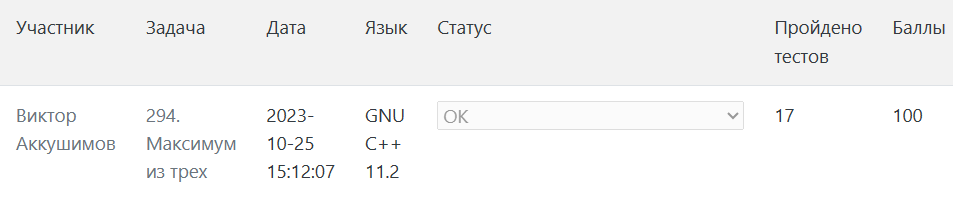 Участник Задача Дата Язык Статус Пройдено тестов Баллы
Виктор Аккушимов 294. Максимум из трех 2023-10-25 15:12:07 GNU C++ 11.2 OK 17 100